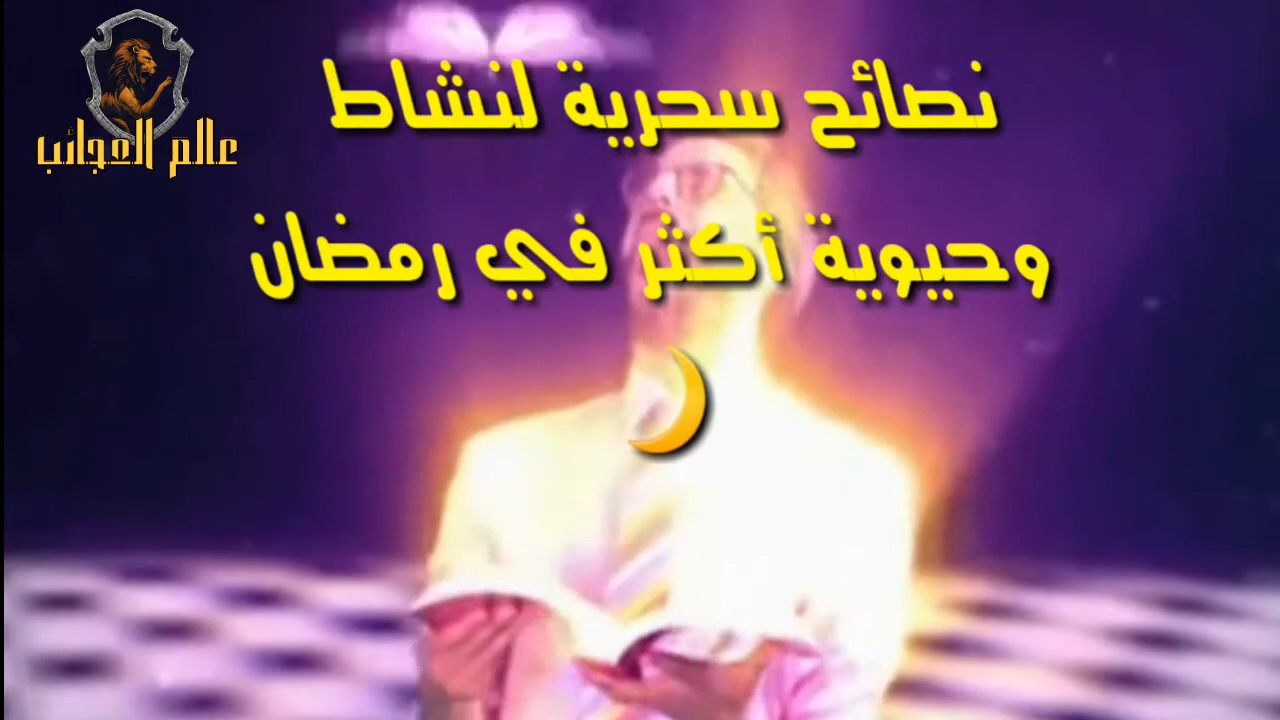 عالم العجائب
نصائح سحرية لنشاط
وحيوية أكثر في رمضان